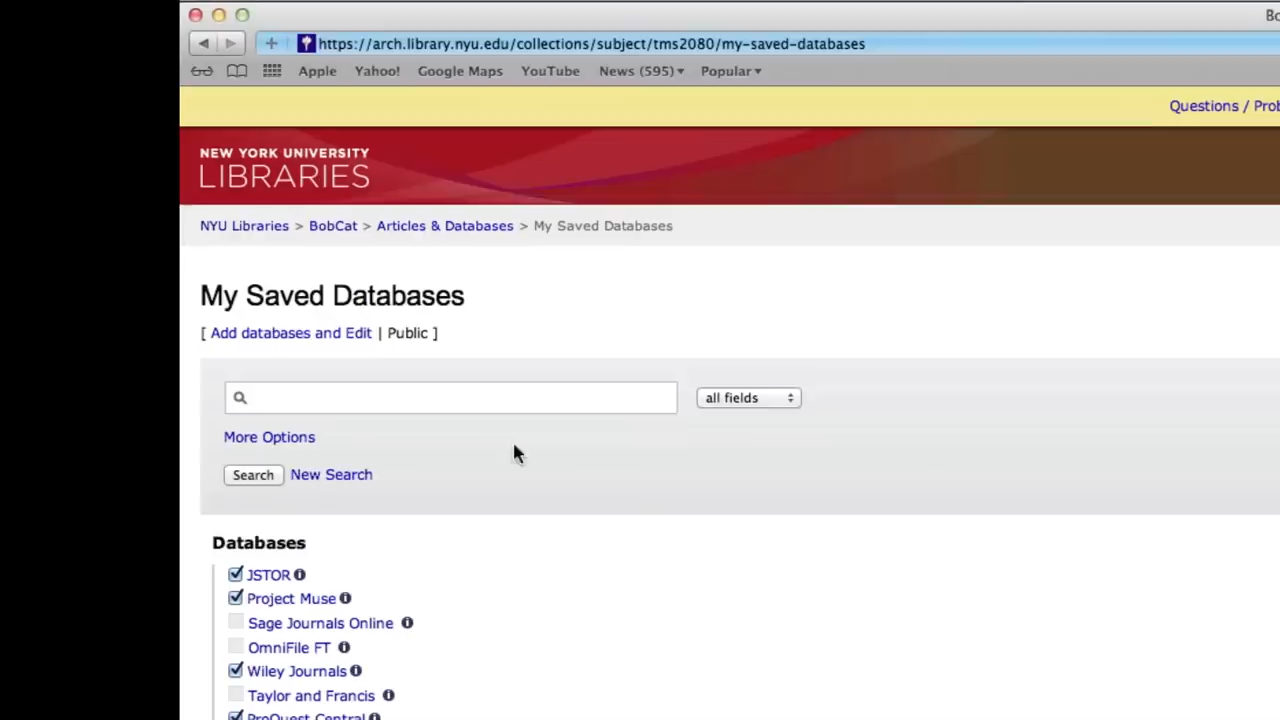 Bo
https://arch.library.nyu.edu/collections/subject/tms2080/my-saved-databases
Apple Yahoo! Google Maps YouTube News (595) Popular
Questions / Prob
NEW YORK UNIVERSITY
LIBRARIES
NYU Libraries > BobCat > Articles & Databases > My Saved Databases
My Saved Databases
[ Add databases and Edit | Public ]
all fields
More Options
Search New Search
Databases
JSTOR
Project Muse
Sage Journals Online
OmniFile FT
Wiley Journals
Taylor and Francis
ProQuest Central